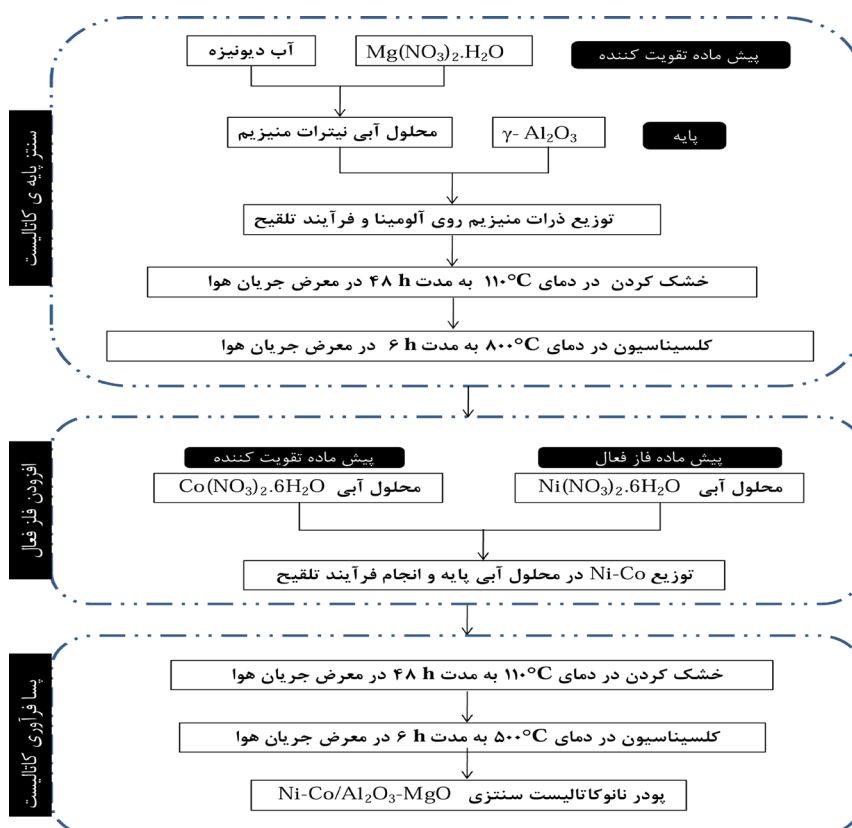 سنتز پایه ی کاتالیست
پیش ماده تقویت کننده
Mg(NO3)2.H2O
آب دیونیزه
پایه
γ- Al2O3
محلول آبی نیترات منیزیم
توزیع ذرات منیزیم روی آلومینا و فرآیند تلقیح
خشک کردن در دمای ۱۱۰°C به مدت ۴۸ h در معرض جریان هوا
کلسیناسیون در دمای ۸۰۰°C به مدت ۶ h در معرض جریان هوا
افزودن فلز فعال
پیش ماده فاز فعال
پیش ماده تقویت کننده
محلول آبی Ni(NO3)2.6H2O
محلول آبی Co(NO3)2.6H2O
توزیع Ni-Co در محلول آبی پایه و انجام فرآیند تلقیح
پسا فرآوری کاتالیست
خشک کردن در دمای ۱۱۰°C به مدت ۴۸ h در معرض جریان هوا
کلسیناسیون در دمای ۵۰۰°C به مدت ۶ h در معرض جریان هوا
پودر نانوکاتالیست سنتزی Ni-Co/Al2O3-MgO